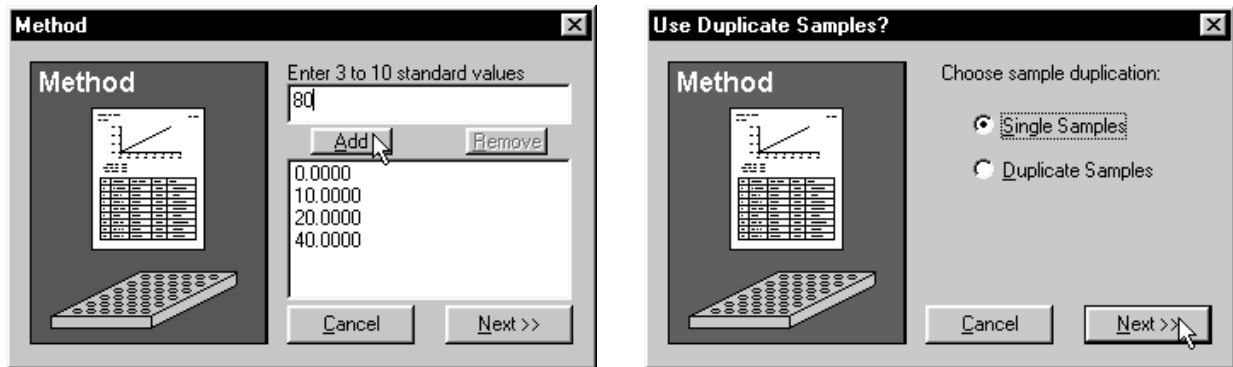 Method
Method
Enter 3 to 10 standard values
80
Add
Remove
0.0000
10.0000
20.0000
40.0000
Cancel
Next >>
Use Duplicate Samples?
Method
Choose sample duplication:
Single Samples
Duplicate Samples
Cancel
Next >>